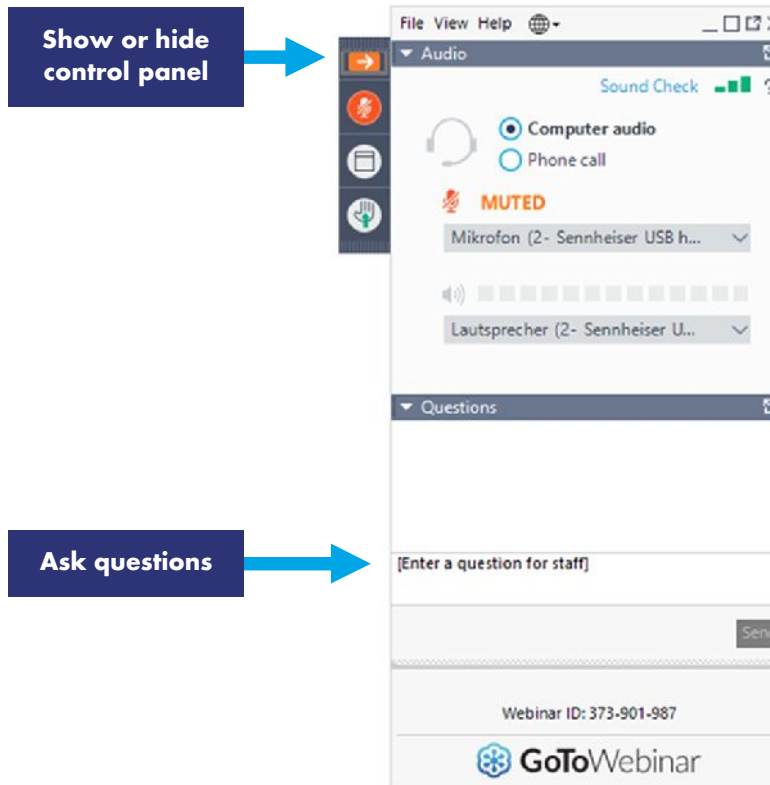 Show or hide
control panel
File View Help
Audio
Sound Check ?
Computer audio
Phone call
MUTED
Mikrofon (2- Sennheiser USB h...
Lautsprecher (2- Sennheiser U...
Questions
Ask questions
[Enter a question for staff]
Send
Webinar ID: 373-901-987
GoToWebinar